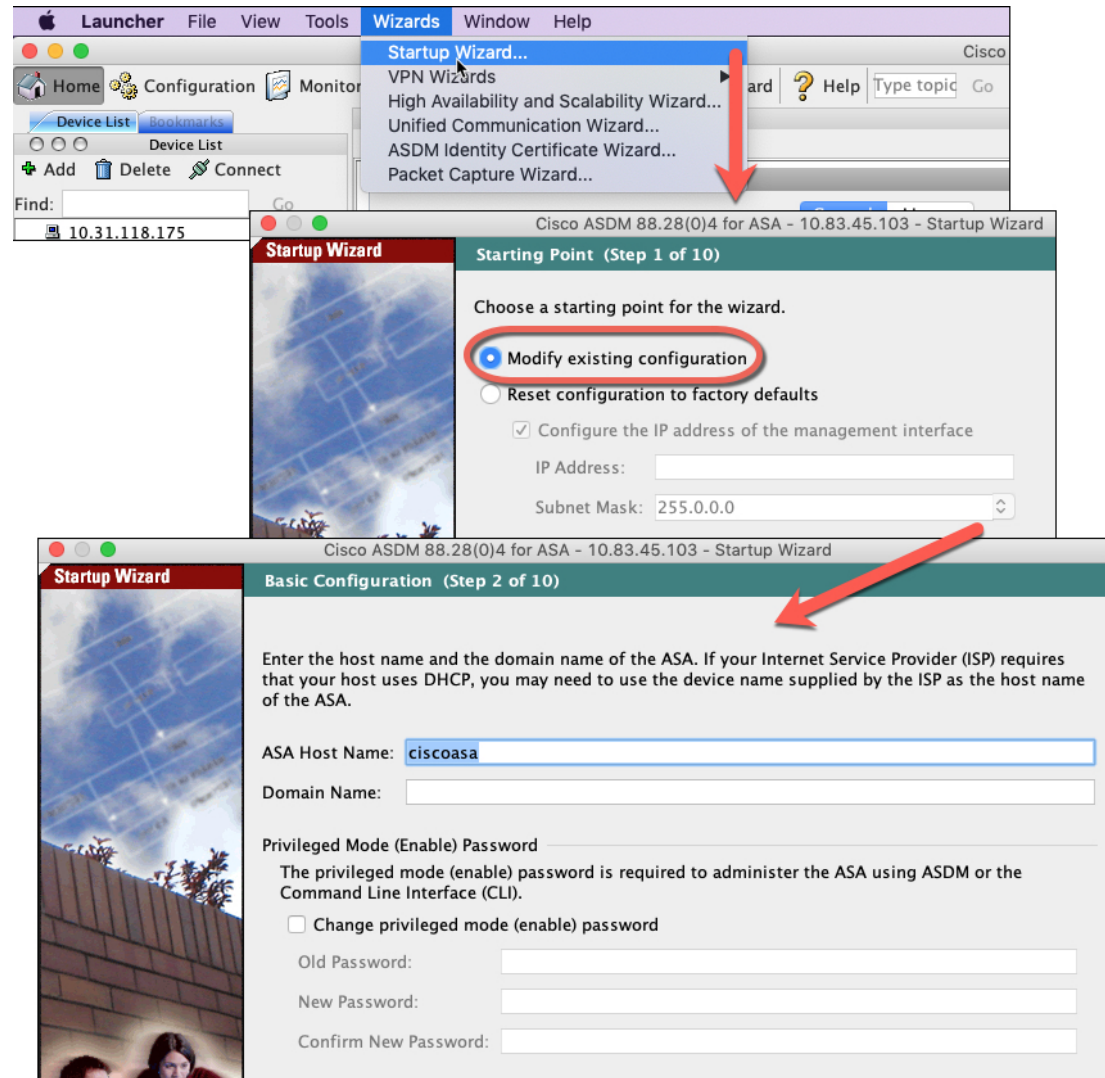 Launcher File View Tools Wizards Window Help
Startup Wizard...
Cisco
Home Configuration Monitor
VPN Wizards
ard Help Type topic Go
High Availability and Scalability Wizard...
Device List Bookmarks
Unified Communication Wizard...
Device List
ASDM Identity Certificate Wizard...
Add Delete Connect
Packet Capture Wizard...
Find: Go
10.31.118.175
Cisco ASDM 88.28(0)4 for ASA - 10.83.45.103 - Startup Wizard
Startup Wizard
Starting Point (Step 1 of 10)
Choose a starting point for the wizard.
Modify existing configuration
Reset configuration to factory defaults
Configure the IP address of the management interface
IP Address:
Subnet Mask: 255.0.0.0
Cisco ASDM 88.28(0)4 for ASA - 10.83.45.103 - Startup Wizard
Startup Wizard
Basic Configuration (Step 2 of 10)
Enter the host name and the domain name of the ASA. If your Internet Service Provider (ISP) requires
that your host uses DHCP, you may need to use the device name supplied by the ISP as the host name
of the ASA.
ASA Host Name: ciscoasa
Domain Name:
Privileged Mode (Enable) Password
The privileged mode (enable) password is required to administer the ASA using ASDM or the
Command Line Interface (CLI).
Change privileged mode (enable) password
Old Password:
New Password:
Confirm New Password: